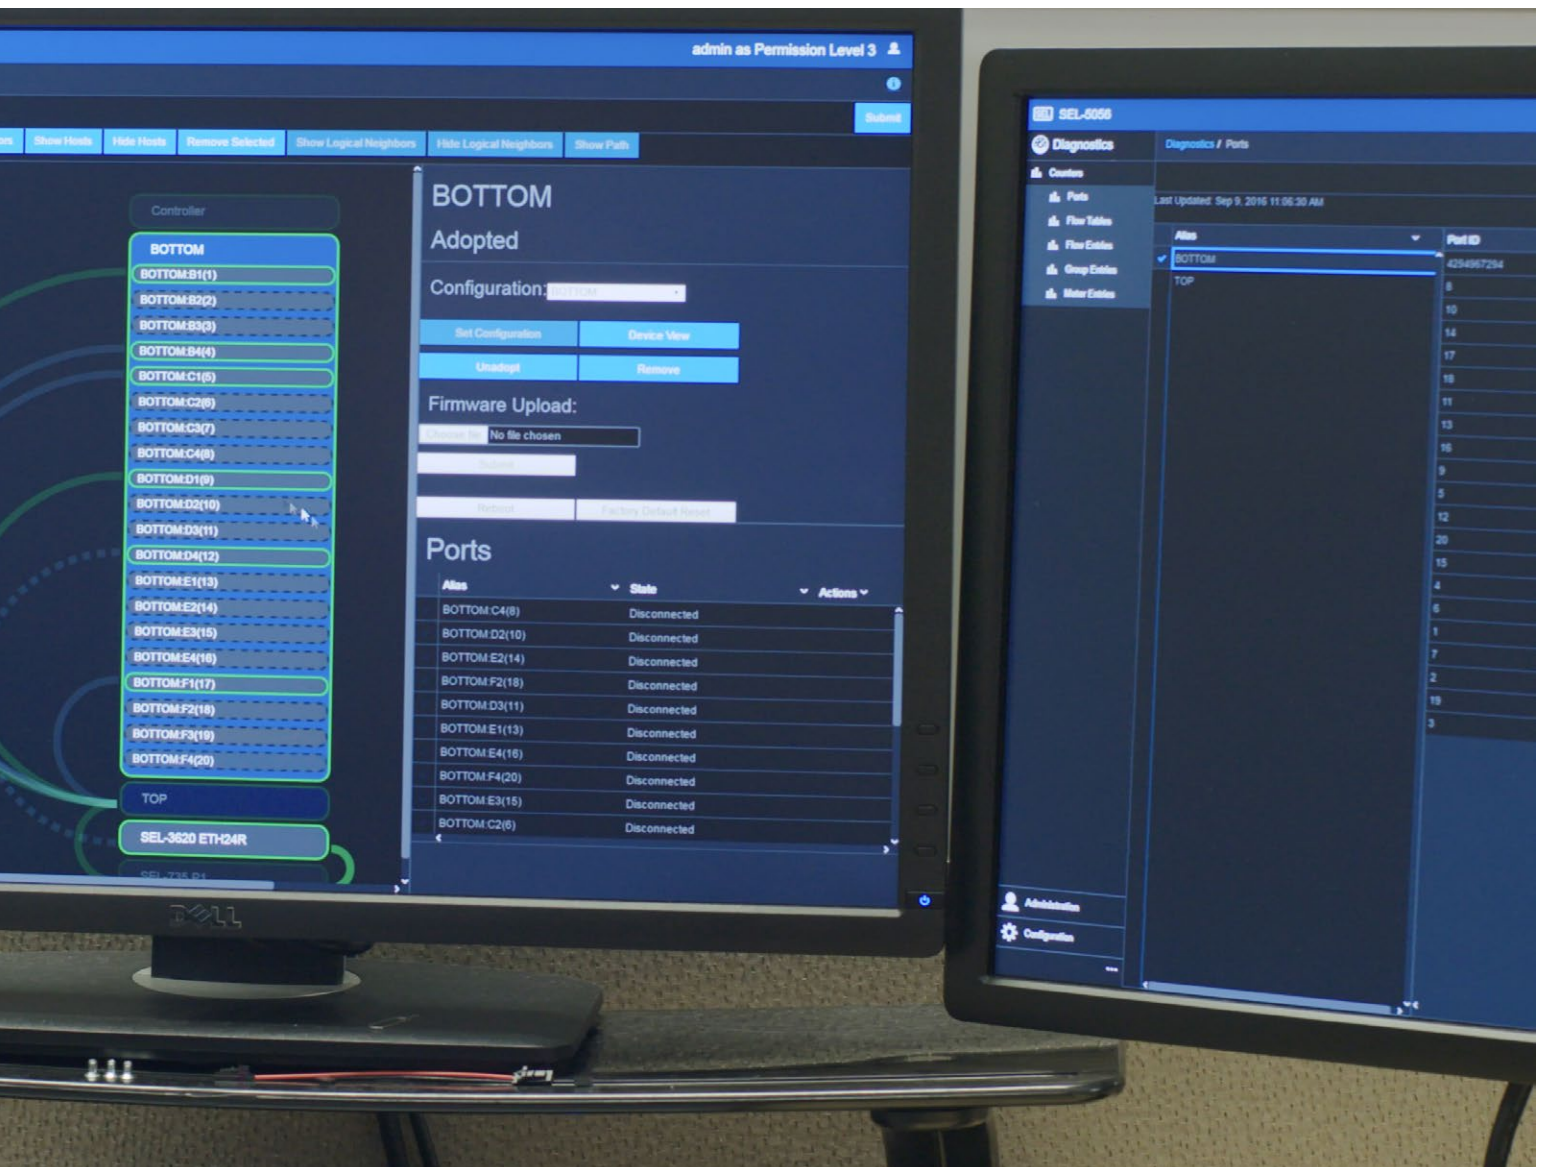 admin as Permission Level 3
Submit
Show Hosts
Hide Hosts
Remove Selected
Show Logical Neighbors
Hide Logical Neighbors
Show Path
Controller
BOTTOM
BOTTOM:B1(1)
BOTTOM:B2(2)
BOTTOM:B3(3)
BOTTOM:B4(4)
BOTTOM:C1(5)
BOTTOM:C2(6)
BOTTOM:C3(7)
BOTTOM:C4(8)
BOTTOM:D1(9)
BOTTOM:D2(10)
BOTTOM:D3(11)
BOTTOM:D4(12)
BOTTOM:E1(13)
BOTTOM:E2(14)
BOTTOM:E3(15)
BOTTOM:E4(16)
BOTTOM:F1(17)
BOTTOM:F2(18)
BOTTOM:F3(19)
BOTTOM:F4(20)
TOP
SEL-3620 ETH24R
SEL-735 P1
BOTTOM
Adopted
Configuration: BOTTOM
Set Configuration
Device View
Unadopt
Remove
Firmware Upload:
Choose file No file chosen
Submit
Reboot
Factory Default Reset
Ports
Alias State Actions
BOTTOM:C4(8) Disconnected
BOTTOM:D2(10) Disconnected
BOTTOM:E2(14) Disconnected
BOTTOM:F2(18) Disconnected
BOTTOM:D3(11) Disconnected
BOTTOM:E1(13) Disconnected
BOTTOM:E4(16) Disconnected
BOTTOM:F4(20) Disconnected
BOTTOM:E3(15) Disconnected
BOTTOM:C2(6) Disconnected
DELL
SEL SEL-5056
Diagnostics
Counters
Ports
Flow Tables
Flow Entries
Group Entries
Meter Entries
Administration
Configuration
...
Diagnostics / Ports
Last Updated: Sep 9, 2016 11:06:30 AM
Alias
BOTTOM
TOP
Port ID
4294967294
8
10
14
17
18
11
13
16
9
5
12
20
15
4
6
1
7
2
19
3